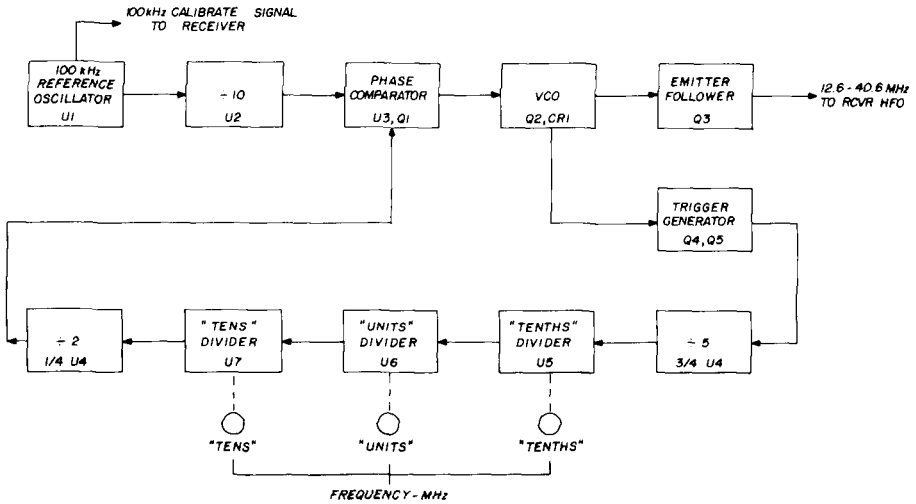 100kHz CALIBRATE SIGNAL
TO RECEIVER
100 kHz
REFERENCE
OSCILLATOR
U1
÷ 10
U2
PHASE
COMPARATOR
U3, Q1
VCO
Q2, CR1
EMITTER
FOLLOWER
Q3
12.6 - 40.6 MHz
TO RCVR HFO
TRIGGER
GENERATOR
Q4, Q5
÷ 2
1/4 U4
"TENS"
DIVIDER
U7
"UNITS"
DIVIDER
U6
"TENTHS"
DIVIDER
U5
÷ 5
3/4 U4
"TENS"
"UNITS"
"TENTHS"
FREQUENCY - MHz